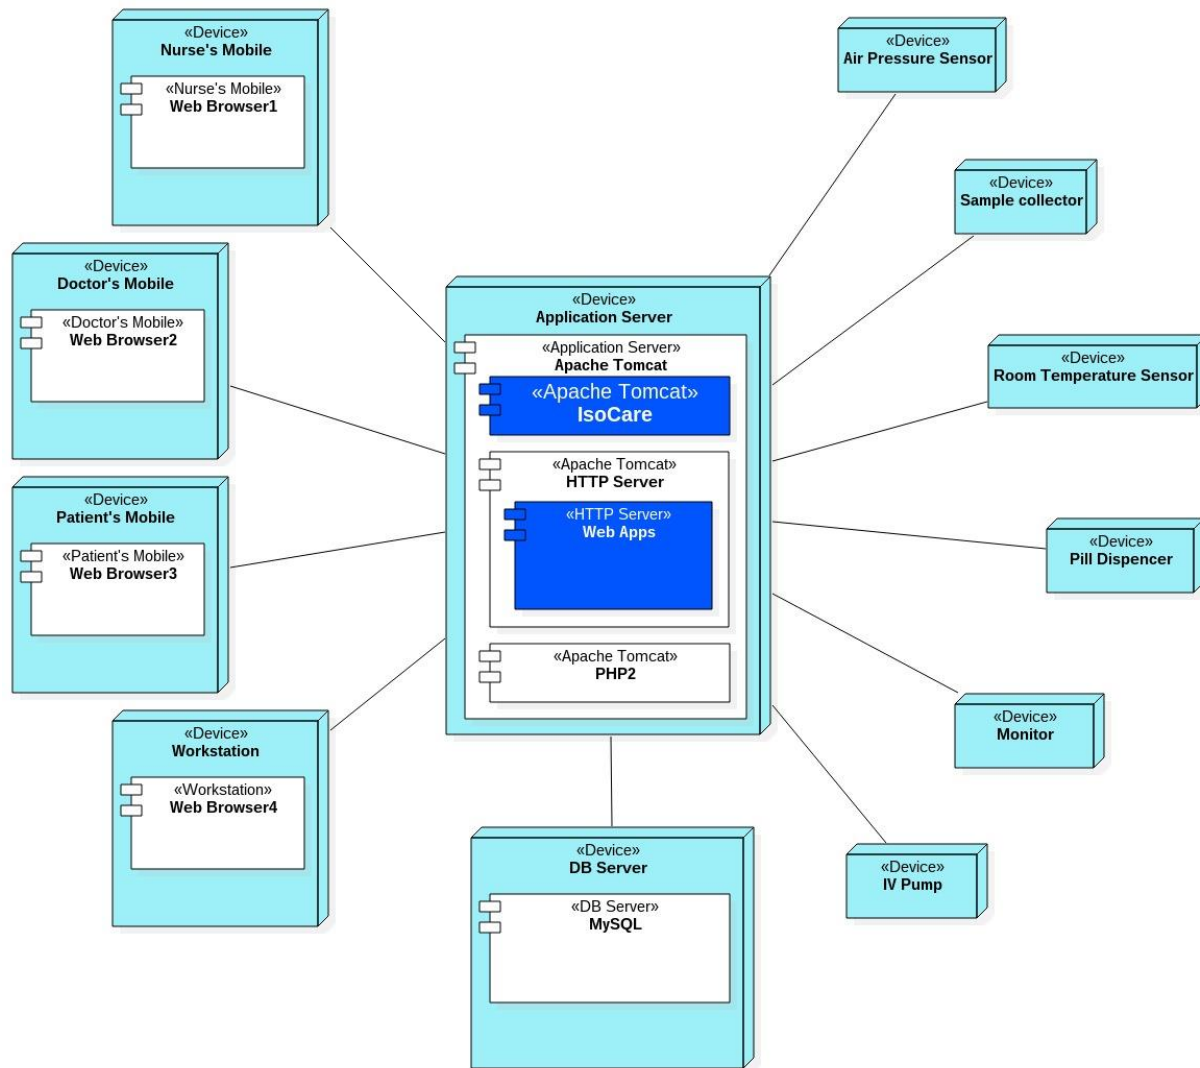 «Device»
Nurse's Mobile
«Nurse's Mobile»
Web Browser1
«Device»
Doctor's Mobile
«Doctor's Mobile»
Web Browser2
«Device»
Patient's Mobile
«Patient's Mobile»
Web Browser3
«Device»
Workstation
«Workstation»
Web Browser4
«Device»
Application Server
«Application Server»
Apache Tomcat
«Apache Tomcat»
IsoCare
«Apache Tomcat»
HTTP Server
«HTTP Server»
Web Apps
«Apache Tomcat»
PHP2
«Device»
DB Server
«DB Server»
MySQL
«Device»
Air Pressure Sensor
«Device»
Sample collector
«Device»
Room Temperature Sensor
«Device»
Pill Dispencer
«Device»
Monitor
«Device»
IV Pump